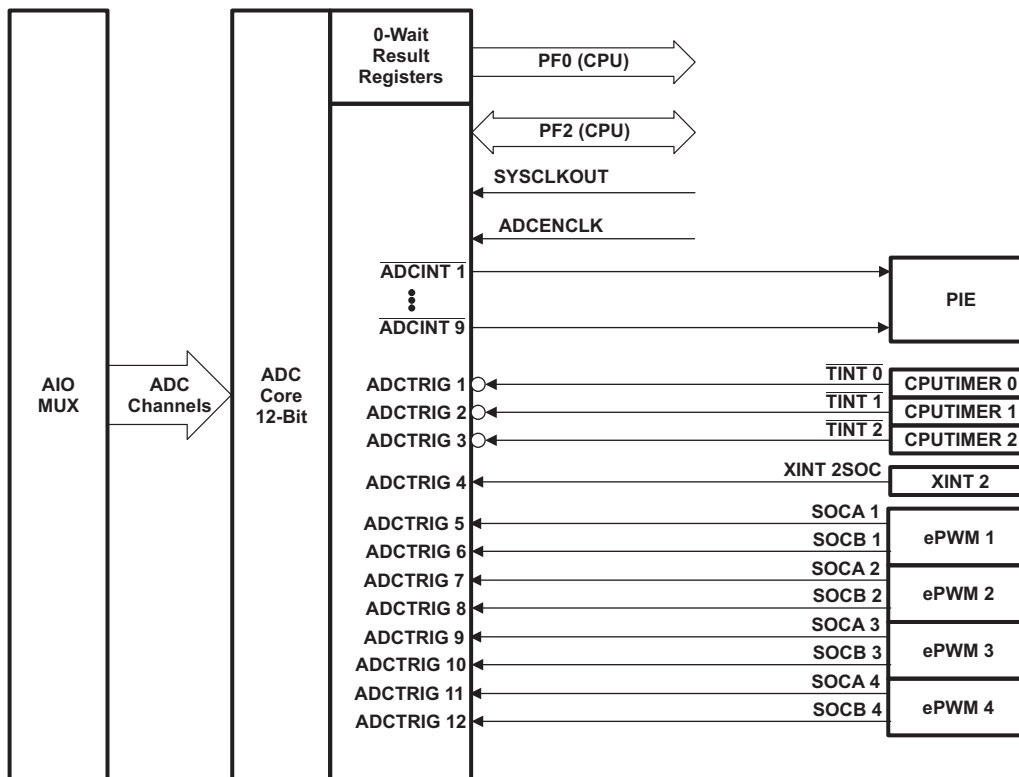 0-Wait
Result
Registers
PF0 (CPU)
PF2 (CPU)
SYSCLKOUT
ADCENCLK
ADCINT 1
ADCINT 9
PIE
AIO
MUX
ADC
Channels
ADC
Core
12-Bit
ADCTRIG 1
TINT 0
CPUTIMER 0
ADCTRIG 2
TINT 1
CPUTIMER 1
ADCTRIG 3
TINT 2
CPUTIMER 2
ADCTRIG 4
XINT 2SOC
XINT 2
ADCTRIG 5
SOCA 1
ADCTRIG 6
SOCB 1
ePWM 1
ADCTRIG 7
SOCA 2
ADCTRIG 8
SOCB 2
ePWM 2
ADCTRIG 9
SOCA 3
ADCTRIG 10
SOCB 3
ePWM 3
ADCTRIG 11
SOCA 4
ADCTRIG 12
SOCB 4
ePWM 4